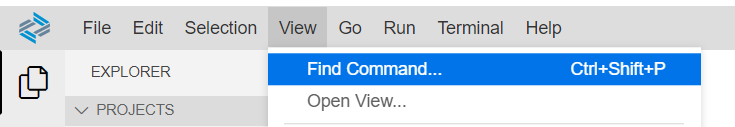 File Edit Selection View Go Run Terminal Help
EXPLORER
Find Command... Ctrl+Shift+P
Open View...
PROJECTS